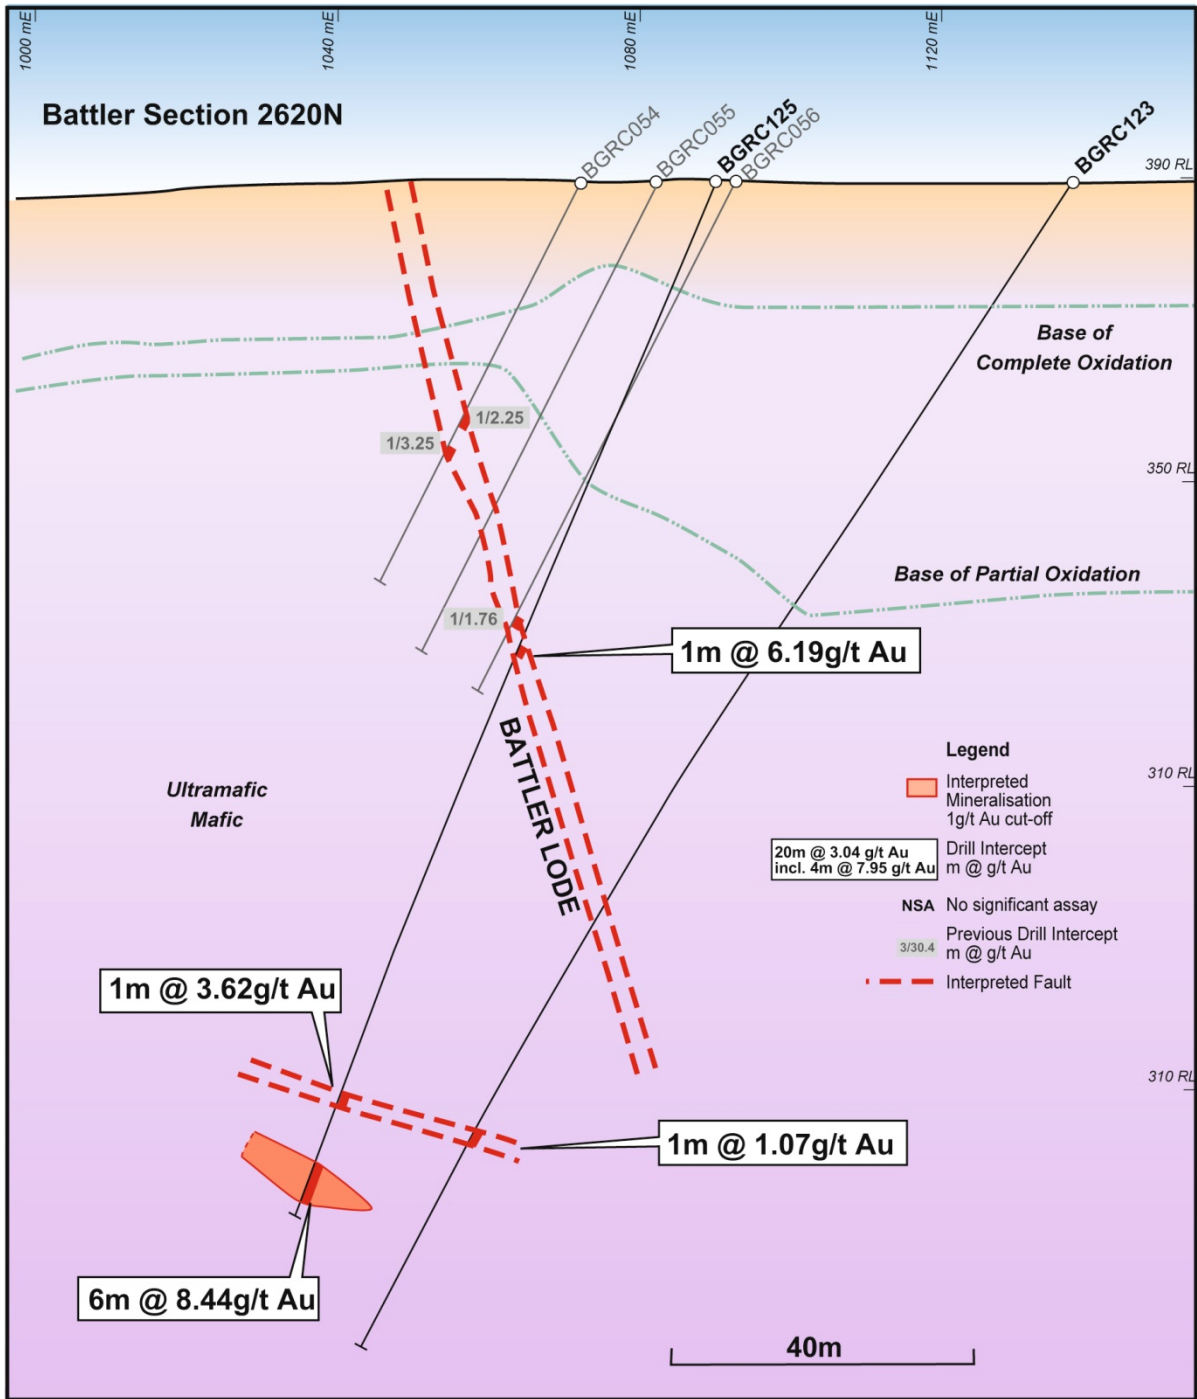 1000 mE
1040 mE
1080 mE
1120 mE
Battler Section 2620N
BGRC054
BGRC055
BGRC125
BGRC056
BGRC123
390 RL
Base of
Complete Oxidation
1/2.25
1/3.25
350 RL
Base of Partial Oxidation
1/1.76
1m @ 6.19g/t Au
BATTLER LODE
Ultramafic
Mafic
310 RL
Legend
Interpreted
Mineralisation
1g/t Au cut-off
20m @ 3.04 g/t Au
incl. 4m @ 7.95 g/t Au
Drill Intercept
m @ g/t Au
NSA No significant assay
3/30.4
Previous Drill Intercept
m @ g/t Au
Interpreted Fault
1m @ 3.62g/t Au
310 RL
1m @ 1.07g/t Au
6m @ 8.44g/t Au
40m